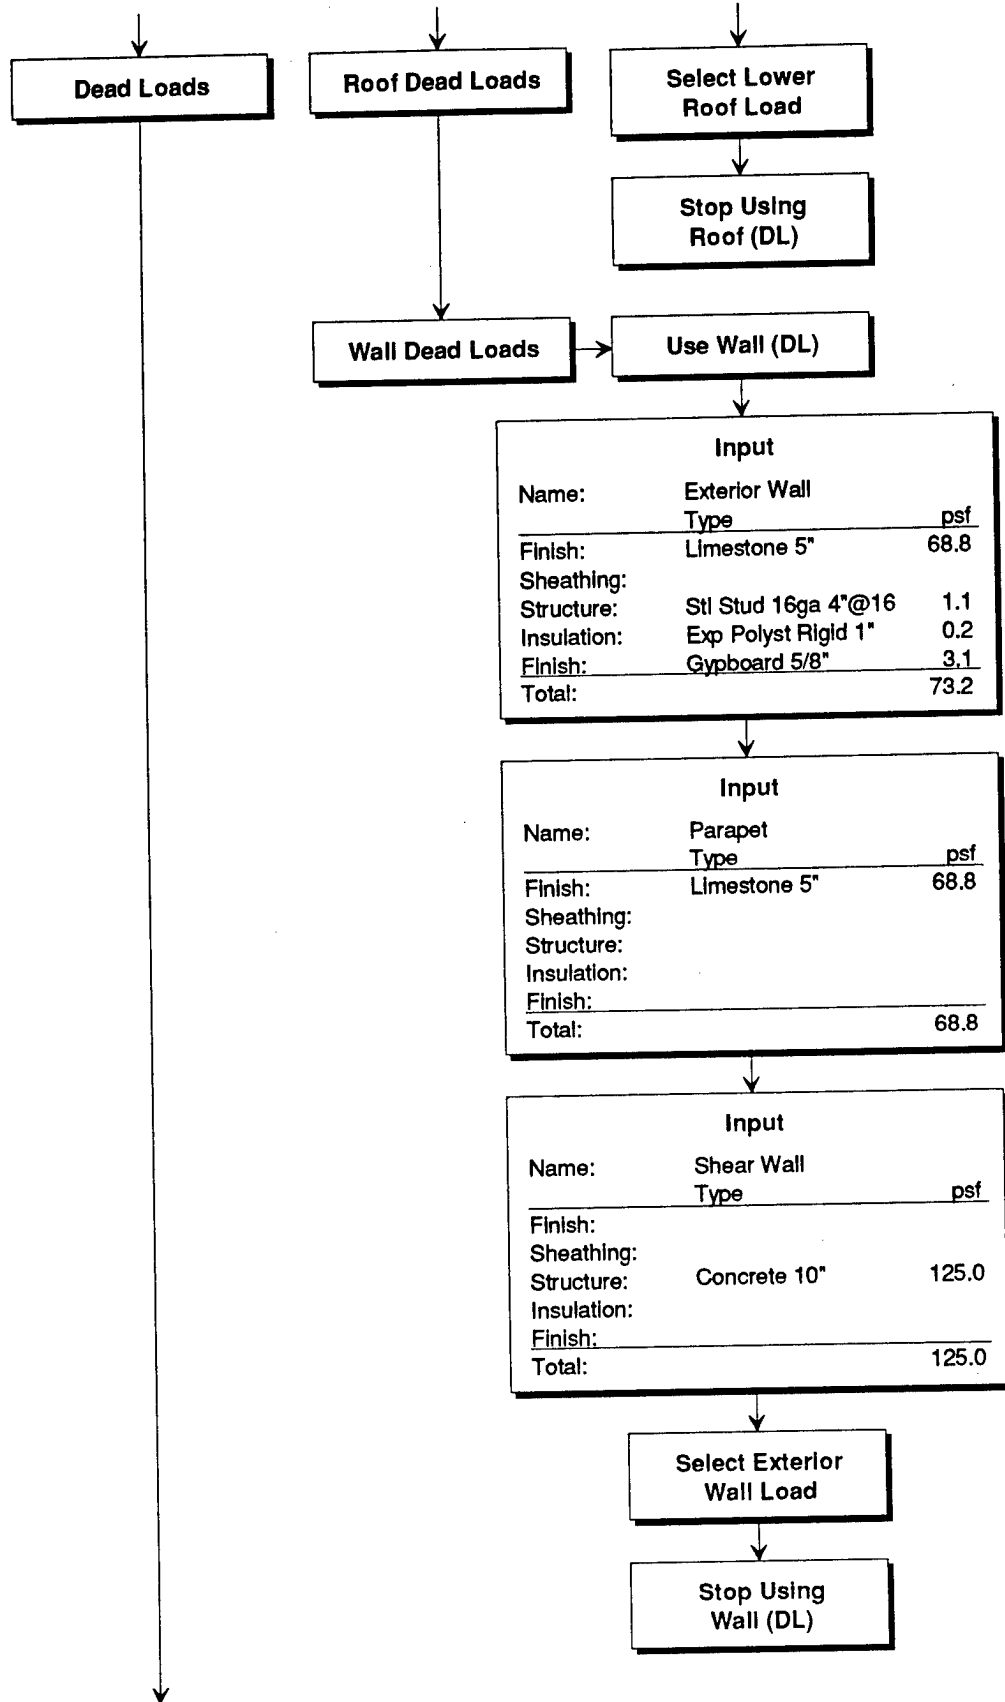 Dead Loads
Roof Dead Loads
Select Lower
Roof Load
Stop Using
Roof (DL)
Wall Dead Loads
Use Wall (DL)
Input
Name: Exterior Wall
Type psf
Finish: Limestone 5" 68.8
Sheathing:
Structure: Stl Stud 16ga 4"@16 1.1
Insulation: Exp Polyst Rigid 1" 0.2
Finish: Gypboard 5/8" 3.1
Total: 73.2
Input
Name: Parapet
Type psf
Finish: Limestone 5" 68.8
Sheathing:
Structure:
Insulation:
Finish:
Total: 68.8
Input
Name: Shear Wall
Type psf
Finish:
Sheathing:
Structure: Concrete 10" 125.0
Insulation:
Finish:
Total: 125.0
Select Exterior
Wall Load
Stop Using
Wall (DL)